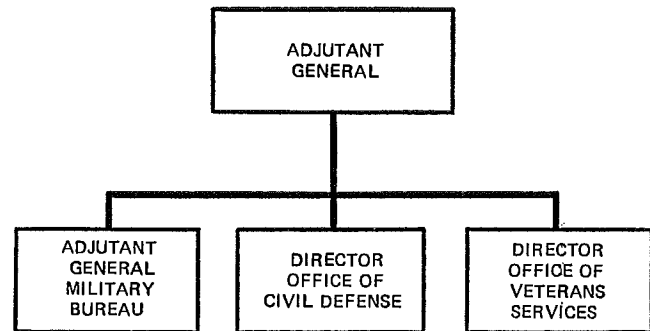 ADJUTANT
GENERAL
ADJUTANT
GENERAL
MILITARY
BUREAU
DIRECTOR
OFFICE OF
CIVIL DEFENSE
DIRECTOR
OFFICE OF
VETERANS
SERVICES